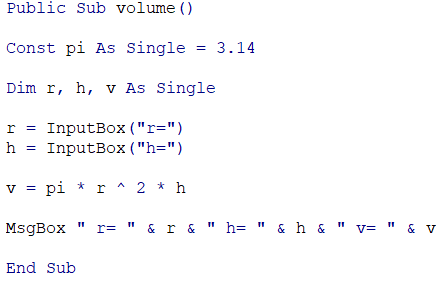 Public Sub volume()
Const pi As Single = 3.14
Dim r, h, v As Single
r = InputBox("r=")
h = InputBox("h=")
v = pi * r ^ 2 * h
MsgBox " r= " & r & " h= " & h & " v= " & v
End Sub